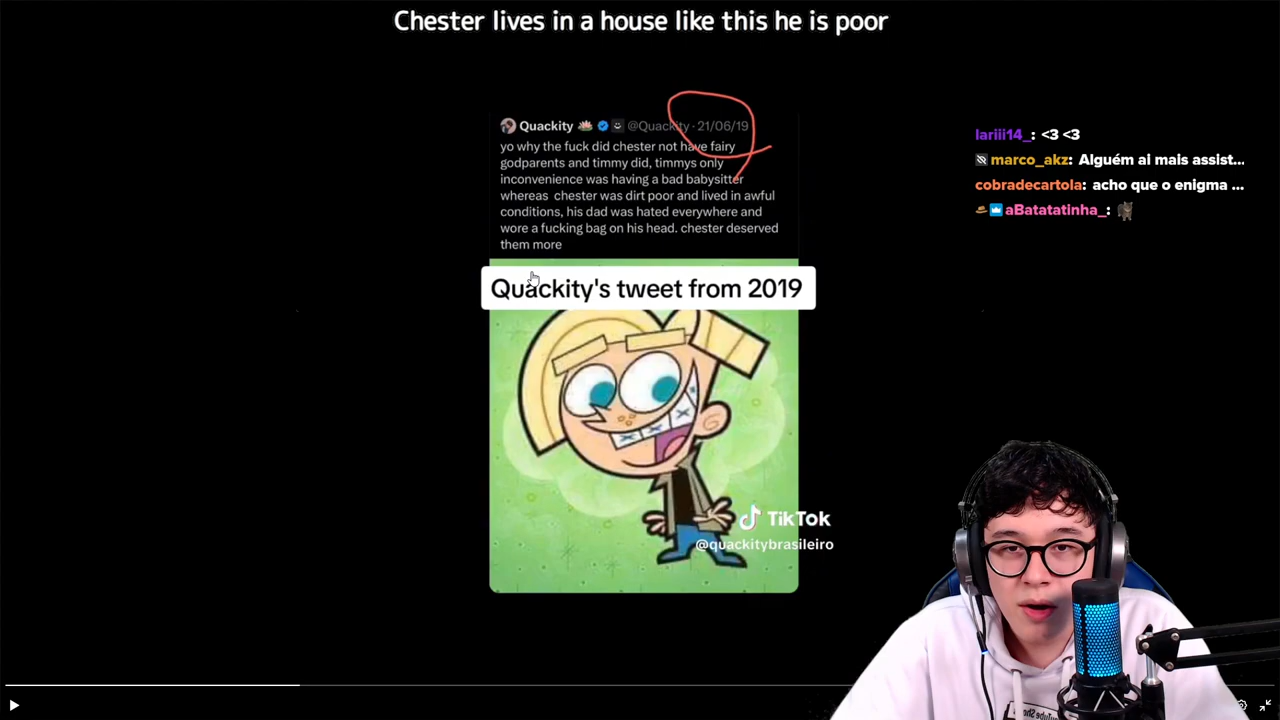 Chester lives in a house like this he is poor
Quackity @Quackity · 21/06/19
yo why the fuck did chester not have fairy
godparents and timmy did, timmys only
inconvenience was having a bad babysitter
whereas chester was dirt poor and lived in awful
conditions, his dad was hated everywhere and
wore a fucking bag on his head. chester deserved
them more
Quackity's tweet from 2019
TikTok
@quackitybrasileiro
lariii14_: <3 <3
marco_akz: Alguém ai mais assist...
cobradecartola: acho que o enigma ...
aBatatatinha_: